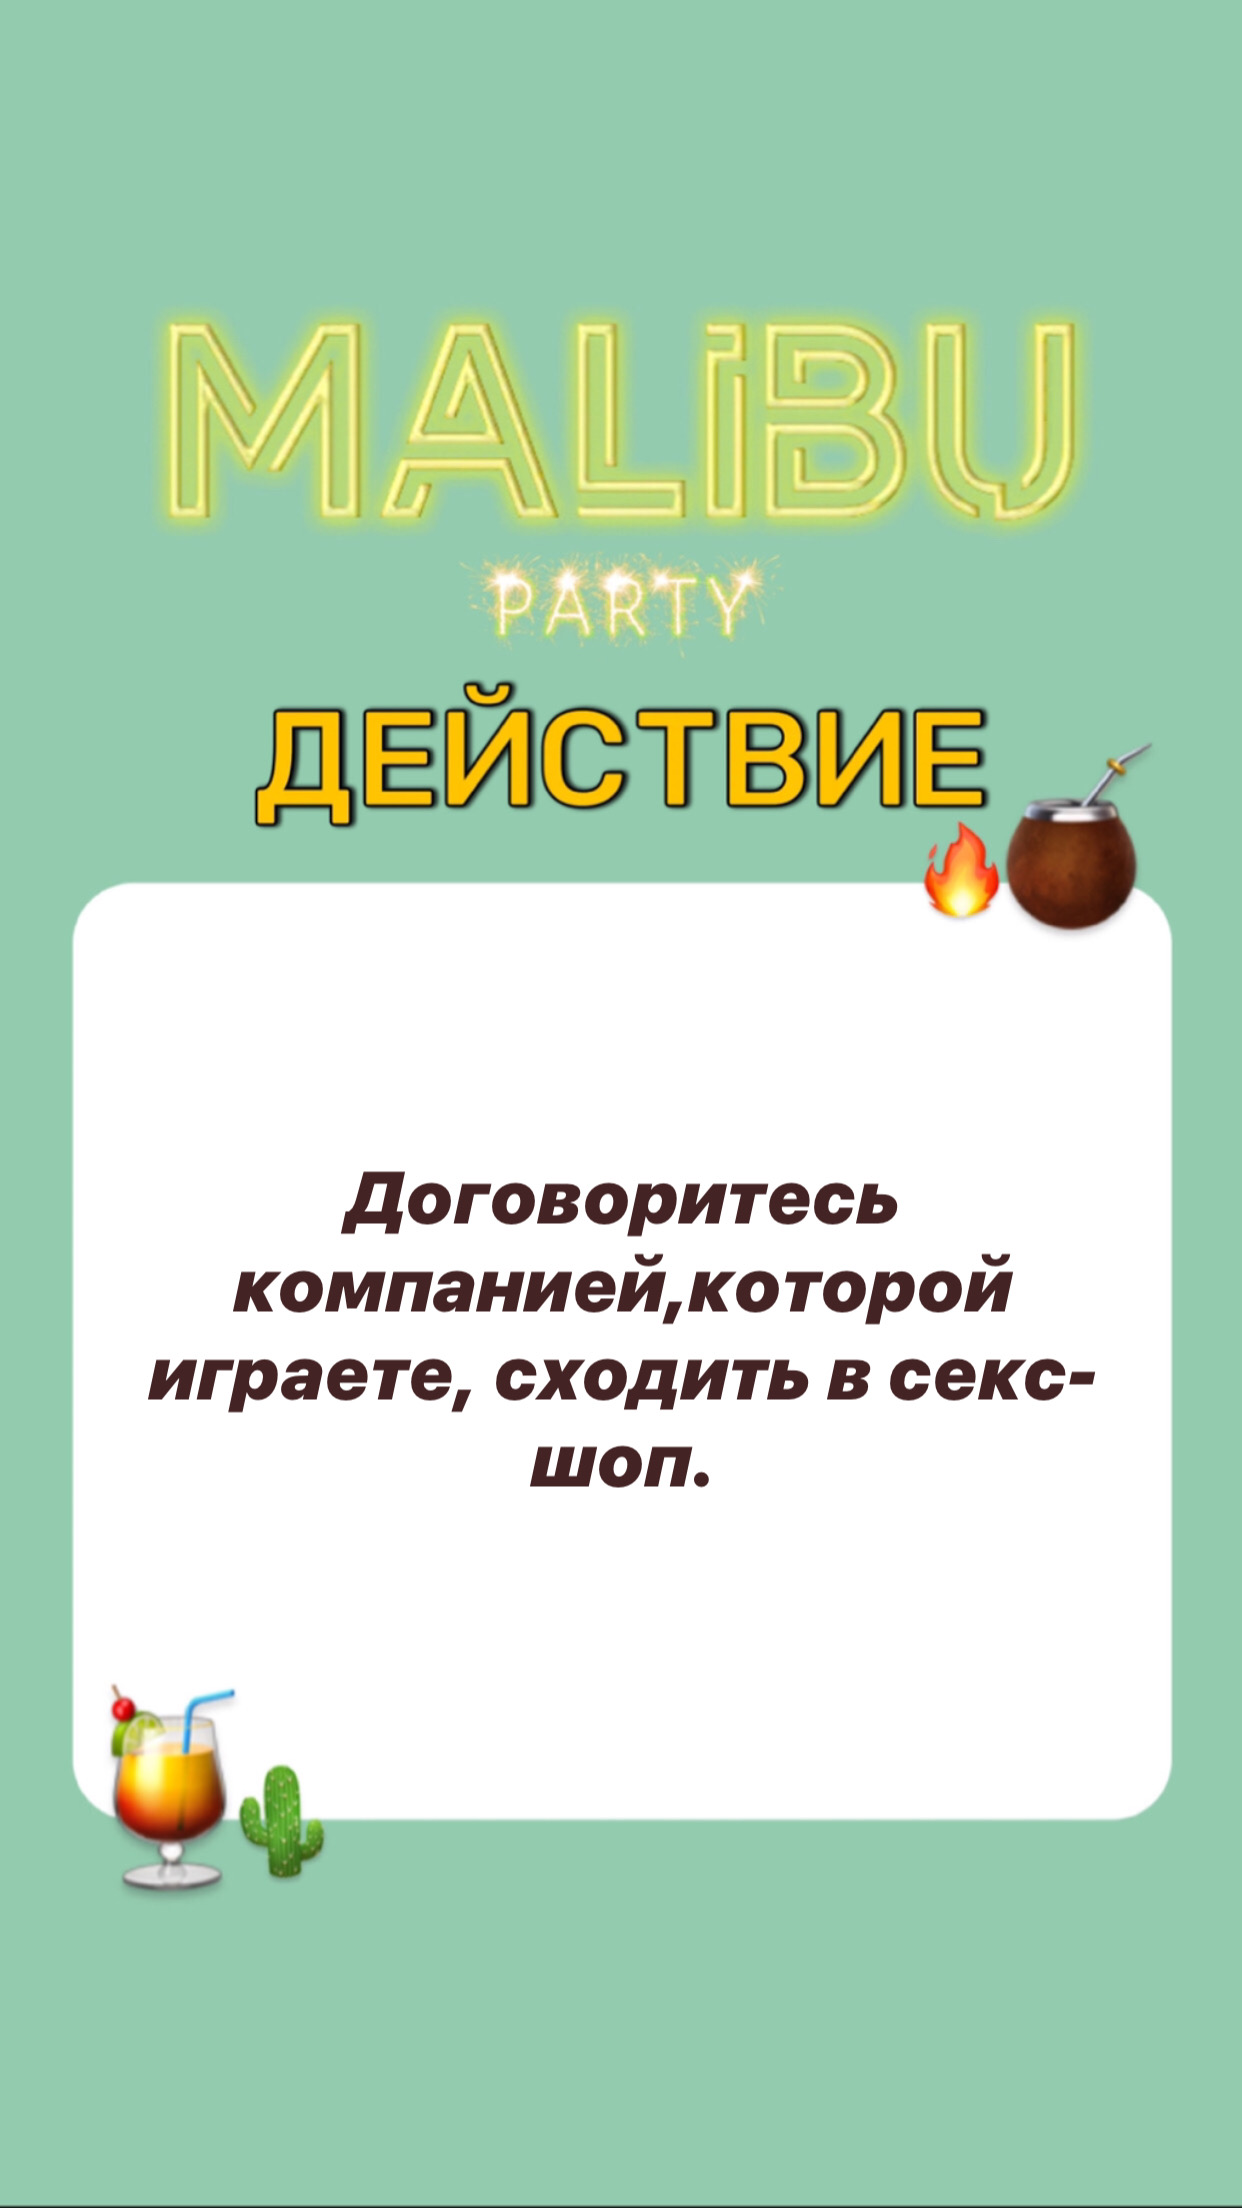 MALiBU
PARTY
ДЕЙСТВИЕ
Договоритесь
компанией,которой
играете, сходить в секс-
шоп.